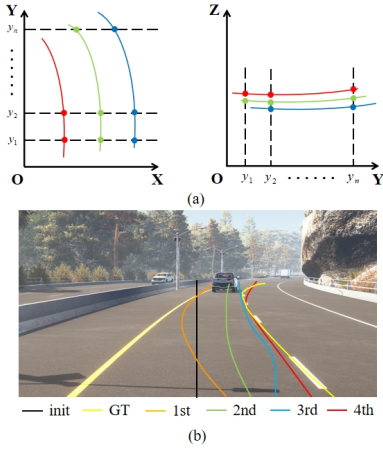 Y Z
yn
y2
y1
O X O y1 y2 ...... yn Y
(a)
init GT 1st 2nd 3rd 4th
(b)